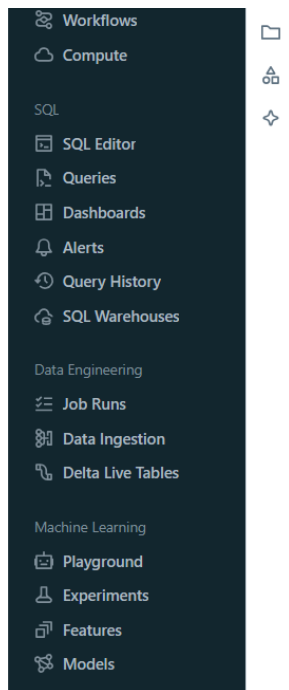 Workflows
Compute
SQL
SQL Editor
Queries
Dashboards
Alerts
Query History
SQL Warehouses
Data Engineering
Job Runs
Data Ingestion
Delta Live Tables
Machine Learning
Playground
Experiments
Features
Models